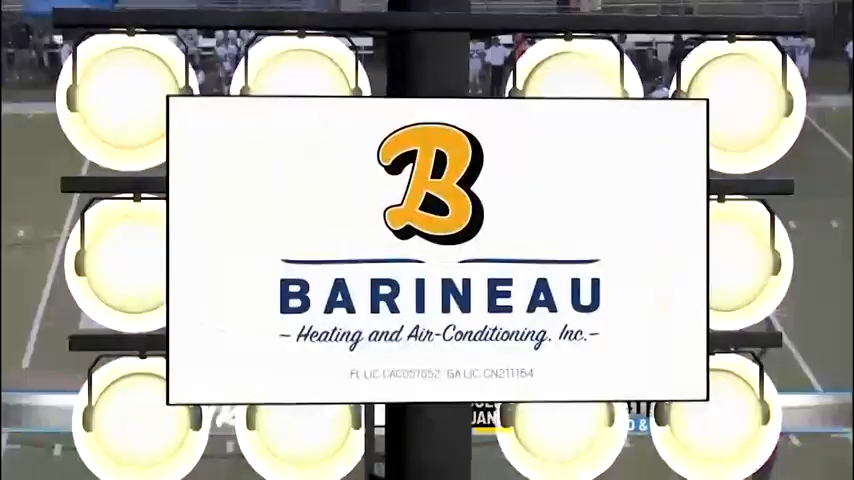 B
BARINEAU
~ Heating and Air-Conditioning, Inc. ~
FL LIC CAC057652 GA LIC CN211164